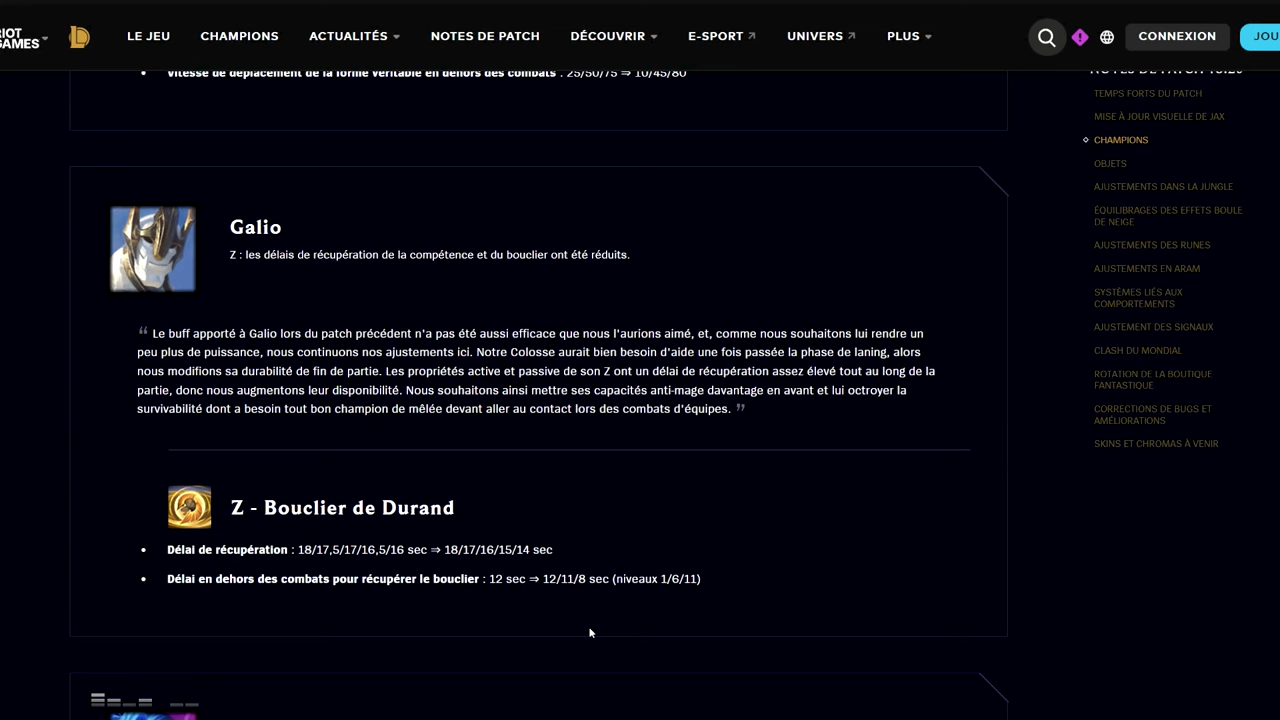 RIOT
GAMES
LE JEU
CHAMPIONS
ACTUALITÉS
NOTES DE PATCH
DÉCOUVRIR
E-SPORT
UNIVERS
PLUS
CONNEXION
JOU
Vitesse de déplacement de la forme véritable en dehors des combats : 25/50/75 ⇒ 10/45/80
Galio
Z : les délais de récupération de la compétence et du bouclier ont été réduits.
“ Le buff apporté à Galio lors du patch précédent n'a pas été aussi efficace que nous l'aurions aimé, et, comme nous souhaitons lui rendre un
peu plus de puissance, nous continuons nos ajustements ici. Notre Colosse aurait bien besoin d'aide une fois passée la phase de laning, alors
nous modifions sa durabilité de fin de partie. Les propriétés active et passive de son Z ont un délai de récupération assez élevé tout au long de la
partie, donc nous augmentons leur disponibilité. Nous souhaitons ainsi mettre ses capacités anti-mage davantage en avant et lui octroyer la
survivabilité dont a besoin tout bon champion de mêlée devant aller au contact lors des combats d'équipes. ”
Z - Bouclier de Durand
• Délai de récupération : 18/17,5/17/16,5/16 sec ⇒ 18/17/16/15/14 sec
• Délai en dehors des combats pour récupérer le bouclier : 12 sec ⇒ 12/11/8 sec (niveaux 1/6/11)
NOTES DE PATCH
TEMPS FORTS DU PATCH
MISE À JOUR VISUELLE DE JAX
CHAMPIONS
OBJETS
AJUSTEMENTS DANS LA JUNGLE
ÉQUILIBRAGES DES EFFETS BOULE
DE NEIGE
AJUSTEMENTS DES RUNES
AJUSTEMENTS EN ARAM
SYSTÈMES LIÉS AUX
COMPORTEMENTS
AJUSTEMENT DES SIGNAUX
CLASH DU MONDIAL
ROTATION DE LA BOUTIQUE
FANTASTIQUE
CORRECTIONS DE BUGS ET
AMÉLIORATIONS
SKINS ET CHROMAS À VENIR